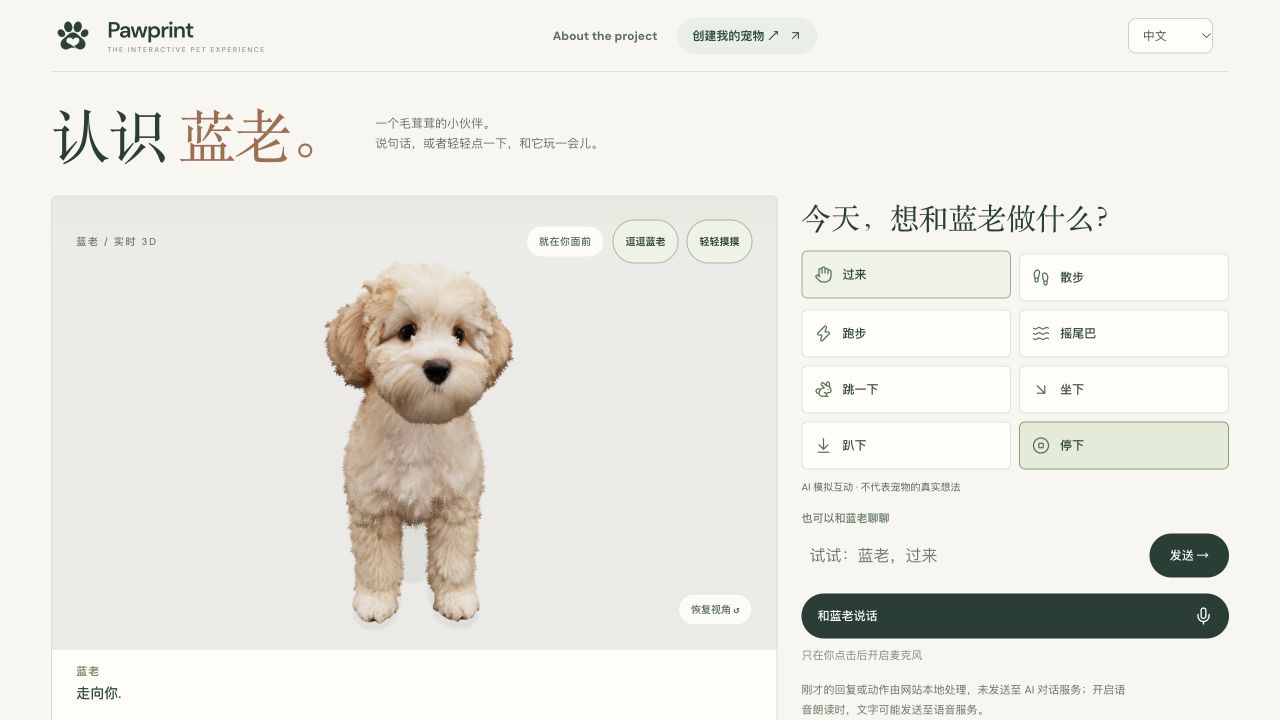 Pawprint
THE INTERACTIVE PET EXPERIENCE
About the project
创建我的宠物 ↗ ↗
中文
认识 蓝老。
一个毛茸茸的小伙伴。
说句话，或者轻轻点一下，和它玩一会儿。
蓝老 / 实时 3D
就在你面前
逗逗蓝老
轻轻摸摸
恢复视角 ↺
蓝老
走向你.
今天，想和蓝老做什么?
过来
散步
跑步
摇尾巴
跳一下
坐下
趴下
停下
AI 模拟互动 · 不代表宠物的真实想法
也可以和蓝老聊聊
试试：蓝老，过来
发送 →
和蓝老说话
只在你点击后开启麦克风
刚才的回复或动作由网站本地处理，未发送至 AI 对话服务；开启语
音朗读时，文字可能发送至语音服务。